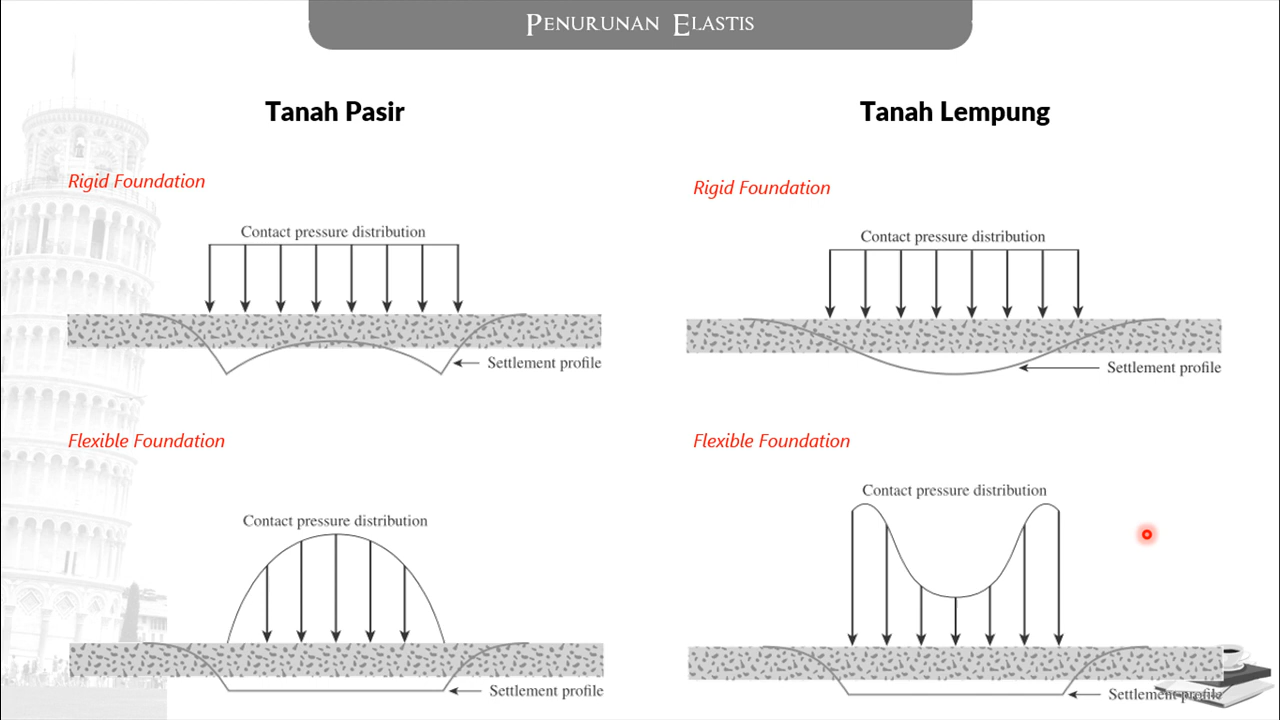 Penurunan Elastis
Tanah Pasir
Rigid Foundation
Contact pressure distribution
Settlement profile
Flexible Foundation
Contact pressure distribution
Settlement profile
Tanah Lempung
Rigid Foundation
Contact pressure distribution
Settlement profile
Flexible Foundation
Contact pressure distribution
Settlement profile